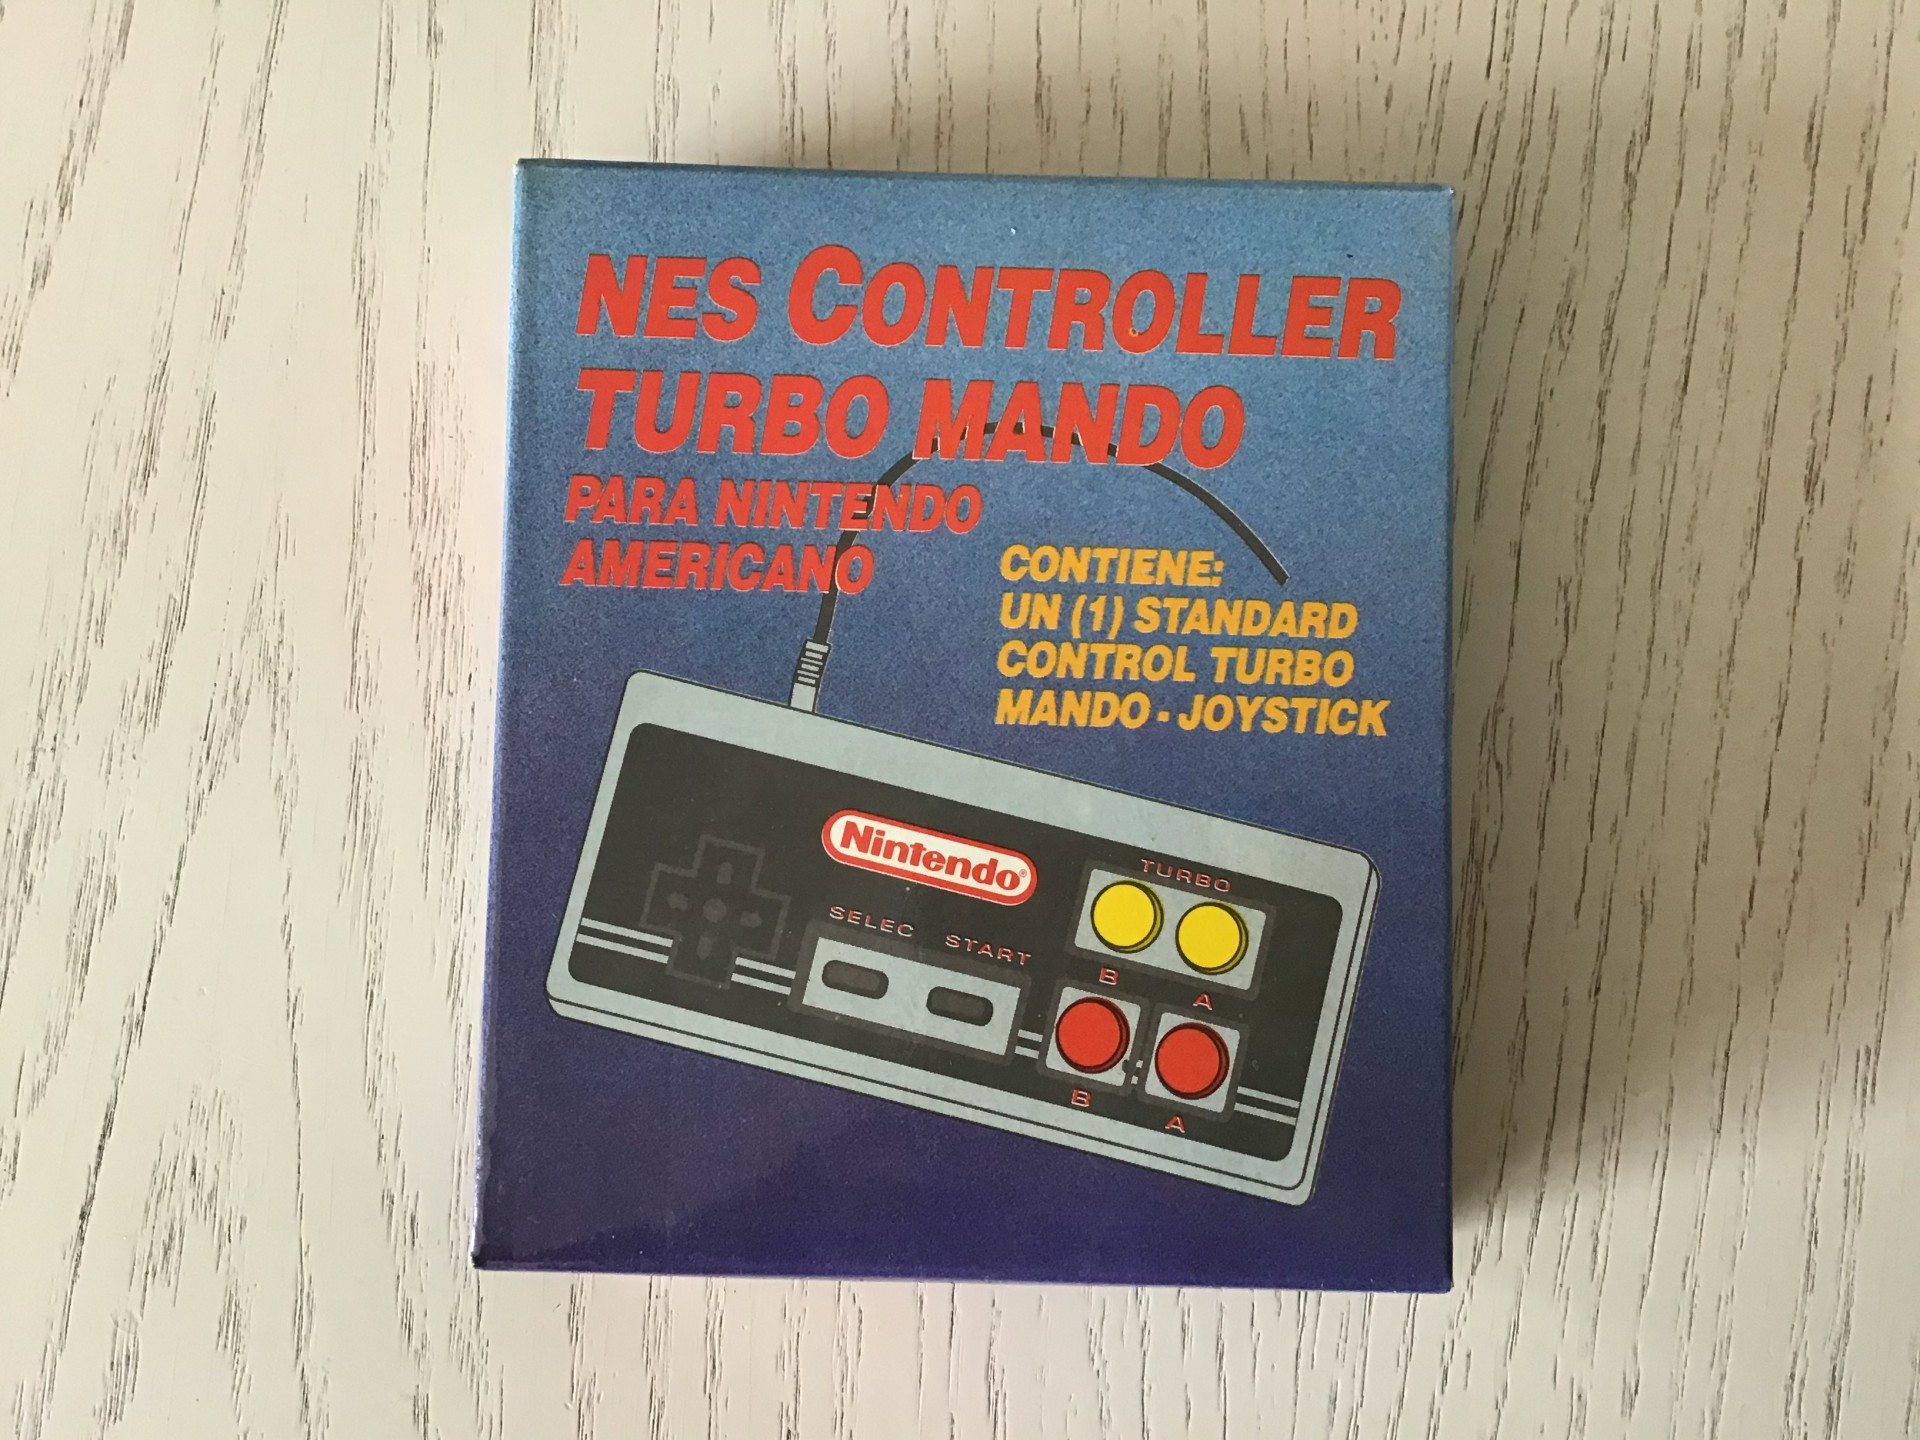 NES CONTROLLER
TURBO MANDO
PARA NINTENDO
AMERICANO
CONTIENE:
UN (1) STANDARD
CONTROL TURBO
MANDO - JOYSTICK
Nintendo®
TURBO
SELEC START
B A
B A